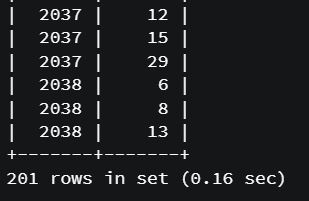 |  2037 |    12 |
|  2037 |    15 |
|  2037 |    29 |
|  2038 |     6 |
|  2038 |     8 |
|  2038 |    13 |
+-------+-------+
201 rows in set (0.16 sec)